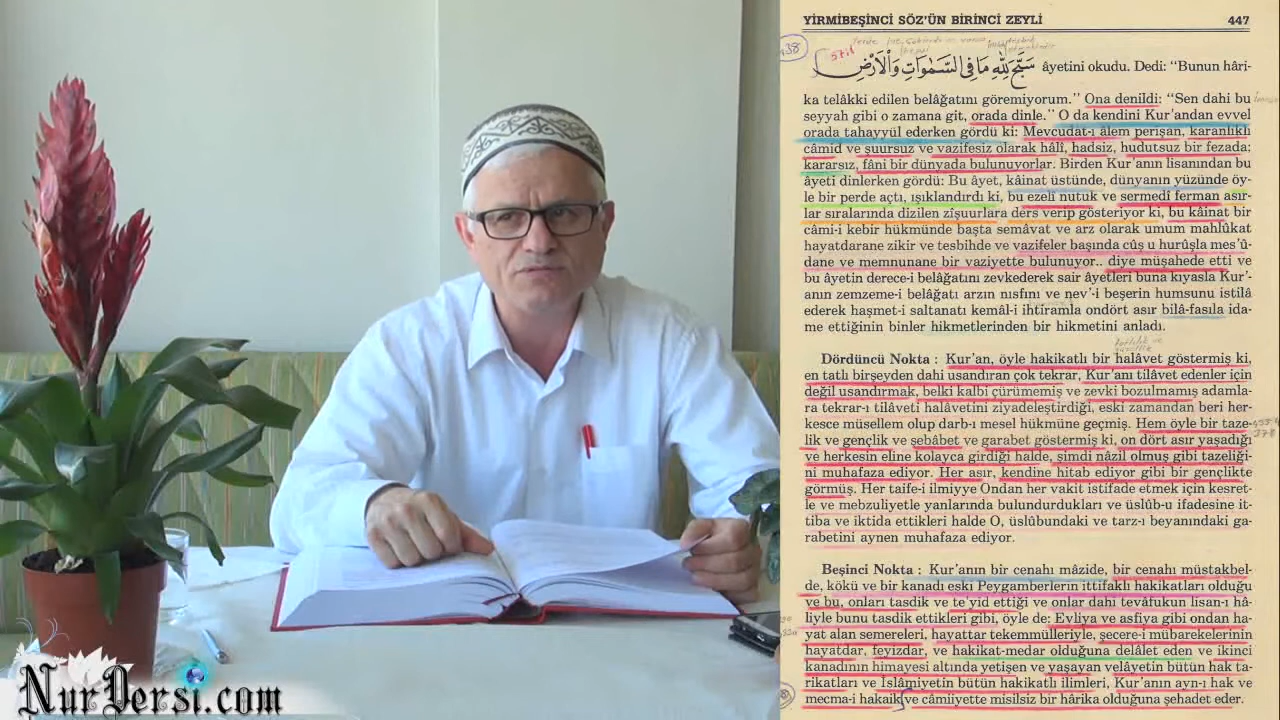 YİRMİBEŞİNCİ SÖZ'ÜN BİRİNCİ ZEYLİ 447
سَبَّحَ لِلّٰهِ مَا فِى السَّمٰوَاتِ وَالْاَرْضِ âyetini okudu. Dedi: "Bunun hâri-
ka telâkki edilen belâğatını göremiyorum." Ona denildi: "Sen dahi bu
seyyah gibi o zamana git, orada dinle." O da kendini Kur'andan evvel
orada tahayyül ederken gördü ki: Mevcudat-ı âlem perişan, karanlıklı
câmid ve şuursuz ve vazifesiz olarak hâlî, hadsiz, hudutsuz bir fezada;
kararsız, fâni bir dünyada bulunuyorlar. Birden Kur'anın lisanından bu
âyeti dinlerken gördü: Bu âyet, kâinat üstünde, dünyanın yüzünde öy-
le bir perde açtı, ışıklandırdı ki, bu ezelî nutuk ve sermedî ferman asır-
lar sıralarında dizilen zîşuurlara ders verip gösteriyor ki, bu kâinat bir
câmi-i kebir hükmünde başta semâvat ve arz olarak umum mahlûkat
hayatdarane zikir ve tesbihde ve vazifeler başında cûş u hurûşla mes'û-
dane ve memnunane bir vaziyette bulunuyor.. diye müşahede etti ve
bu âyetin derece-i belâğatını zevkederek sair âyetleri buna kıyasla Kur'-
anın zemzeme-i belâğatı arzın nısfını ve nev'-i beşerin humsunu istilâ
ederek haşmet-i saltanatı kemâl-i ihtiramla ondört asır bilâ-fasıla ida-
me ettiğinin binler hikmetlerinden bir hikmetini anladı.
Dördüncü Nokta : Kur'an, öyle hakikatlı bir halâvet göstermiş ki,
en tatlı birşeyden dahi usandıran çok tekrar, Kur'anı tilâvet edenler için
değil usandırmak, belki kalbi çürümemiş ve zevki bozulmamış adamla-
ra tekrar-ı tilâveti halâvetini ziyadeleştirdiği, eski zamandan beri her-
kesce müsellem olup darb-ı mesel hükmüne geçmiş. Hem öyle bir taze-
lik ve gençlik ve şebâbet ve garabet göstermiş ki, on dört asır yaşadığı
ve herkesin eline kolayca girdiği halde, şimdi nâzil olmuş gibi tazeliği-
ni muhafaza ediyor. Her asır, kendine hitab ediyor gibi bir gençlikte
görmüş. Her taife-i ilmiyye Ondan her vakit istifade etmek için kesret-
le ve mebzuliyetle yanlarında bulundurdukları ve üslûb-u ifadesine it-
tiba ve iktida ettikleri halde O, üslûbundaki ve tarz-ı beyanındaki ga-
rabetini aynen muhafaza ediyor.
Beşinci Nokta : Kur'anın bir cenahı mâzide, bir cenahı müstakbel-
de, kökü ve bir kanadı eski Peygamberlerin ittifaklı hakikatları olduğu
ve bu, onları tasdik ve te'yid ettiği ve onlar dahi tevâfukun lisan-ı hâ-
liyle bunu tasdik ettikleri gibi, öyle de: Evliya ve asfiya gibi ondan ha-
yat alan semereleri, hayattar tekemmülleriyle, şecere-i mübarekelerinin
hayatdar, feyizdar, ve hakikat-medar olduğuna delâlet eden ve ikinci
kanadının himayesi altında yetişen ve yaşayan velâyetin bütün hak ta-
rikatları ve İslâmiyetin bütün hakikatlı ilimleri, Kur'anın ayn-ı hak ve
mecma-i hakaik ve câmiiyette misilsiz bir hârika olduğuna şehadet eder.
NurDersi.com